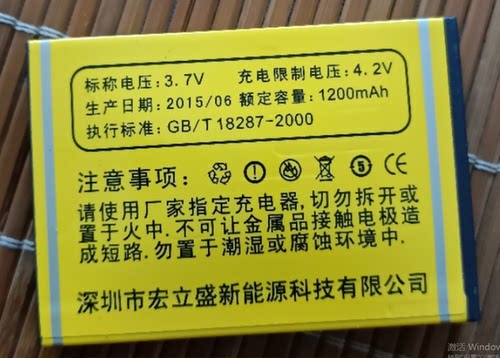 标称电压: 3.7V 充电限制电压: 4.2V
生产日期: 2015/06 额定容量: 1200mAh
执行标准: GB/T 18287-2000
注意事项: 5 CE
请使用厂家指定充电器, 切勿拆开或
置于火中. 不可让金属品接触电极造
成短路. 勿置于潮湿或腐蚀环境中.
深圳市宏立盛新能源科技有限公司
激活 Window